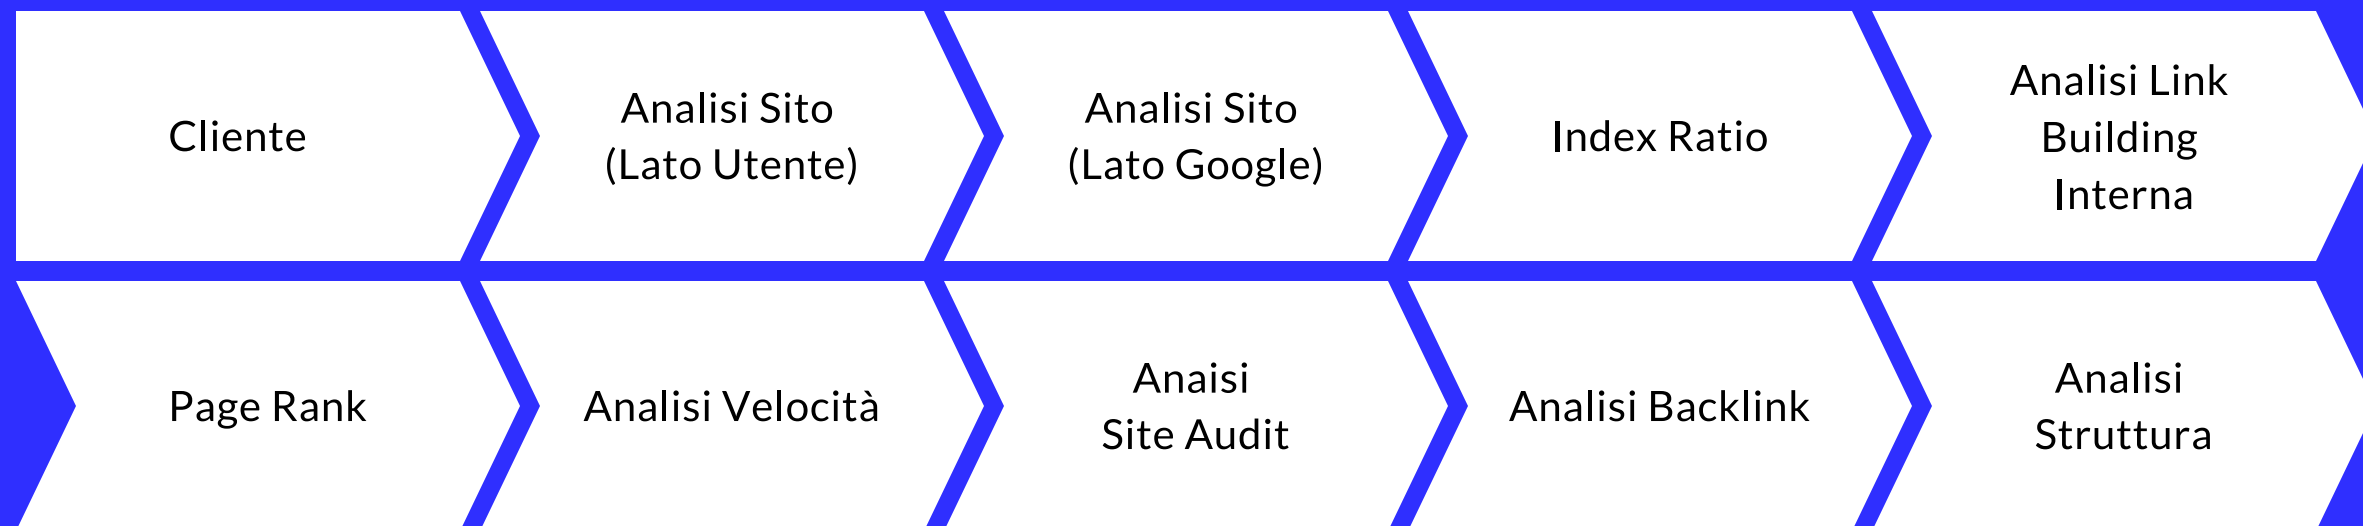 Cliente
Analisi Sito
(Lato Utente)
Analisi Sito
(Lato Google)
Index Ratio
Analisi Link
Building
Interna
Page Rank
Analisi Velocità
Anaisi
Site Audit
Analisi Backlink
Analisi
Struttura